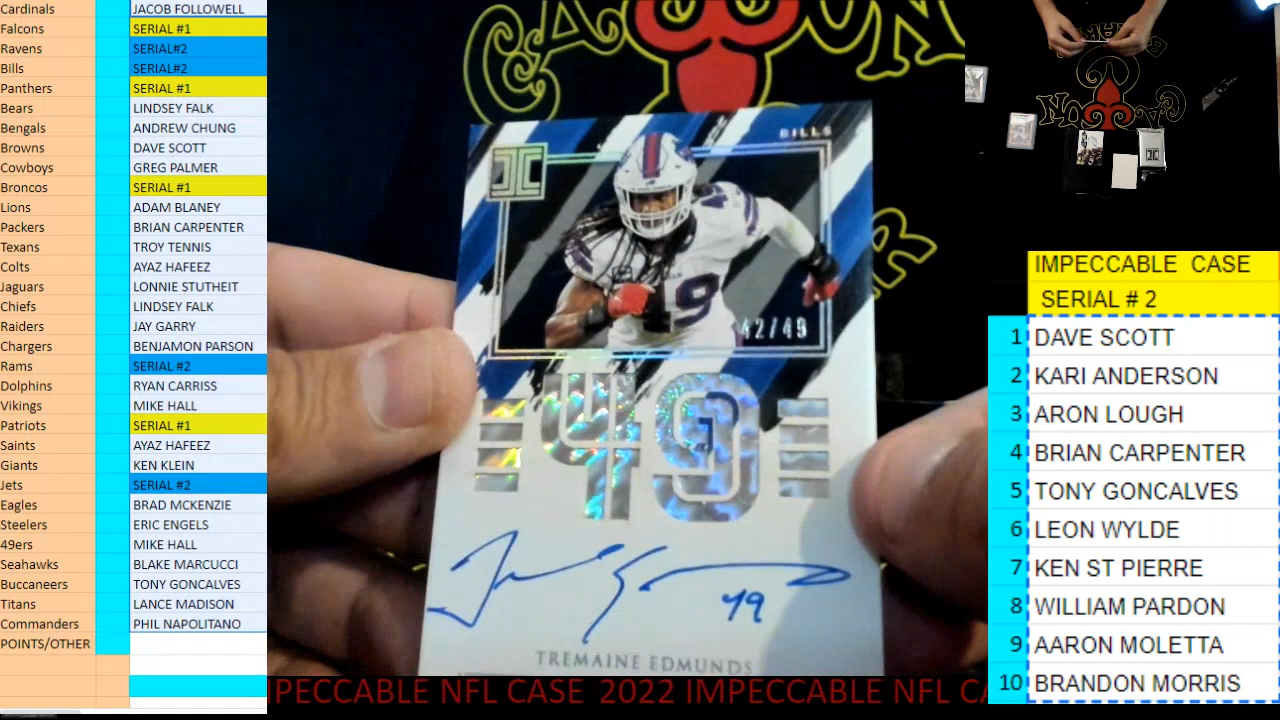 Cardinals JACOB FOLLOWELL
Falcons SERIAL #1
Ravens SERIAL#2
Bills SERIAL#2
Panthers SERIAL #1
Bears LINDSEY FALK
Bengals ANDREW CHUNG
Browns DAVE SCOTT
Cowboys GREG PALMER
Broncos SERIAL #1
Lions ADAM BLANEY
Packers BRIAN CARPENTER
Texans TROY TENNIS
Colts AYAZ HAFEEZ
Jaguars LONNIE STUTHEIT
Chiefs LINDSEY FALK
Raiders JAY GARRY
Chargers BENJAMON PARSON
Rams SERIAL #2
Dolphins RYAN CARRISS
Vikings MIKE HALL
Patriots SERIAL #1
Saints AYAZ HAFEEZ
Giants KEN KLEIN
Jets SERIAL #2
Eagles BRAD MCKENZIE
Steelers ERIC ENGELS
49ers MIKE HALL
Seahawks BLAKE MARCUCCI
Buccaneers TONY GONCALVES
Titans LANCE MADISON
Commanders PHIL NAPOLITANO
POINTS/OTHER
BILLS
49
42/49
49
49
TREMAINE EDMUNDS
PECCABLE NFL CASE 2022 IMPECCABLE NFL CA
IMPECCABLE CASE
SERIAL # 2
1 DAVE SCOTT
2 KARI ANDERSON
3 ARON LOUGH
4 BRIAN CARPENTER
5 TONY GONCALVES
6 LEON WYLDE
7 KEN ST PIERRE
8 WILLIAM PARDON
9 AARON MOLETTA
10 BRANDON MORRIS